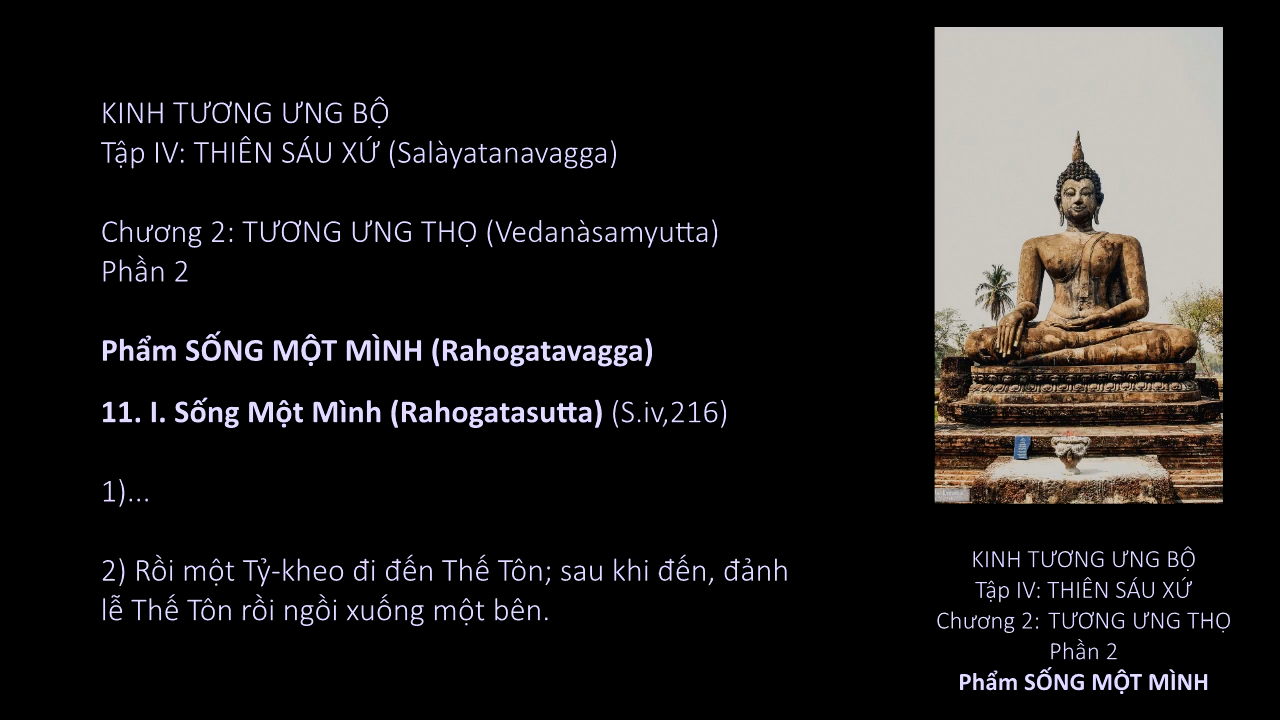 KINH TƯƠNG ƯNG BỘ
Tập IV: THIÊN SÁU XỨ (Salàyatanavagga)
Chương 2: TƯƠNG ƯNG THỌ (Vedanàsamyutta)
Phần 2
Phẩm SỐNG MỘT MÌNH (Rahogatavagga)
11. I. Sống Một Mình (Rahogatasutta) (S.iv,216)
1)...
2) Rồi một Tỷ-kheo đi đến Thế Tôn; sau khi đến, đảnh
lễ Thế Tôn rồi ngồi xuống một bên.
KINH TƯƠNG ƯNG BỘ
Tập IV: THIÊN SÁU XỨ
Chương 2: TƯƠNG ƯNG THỌ
Phần 2
Phẩm SỐNG MỘT MÌNH